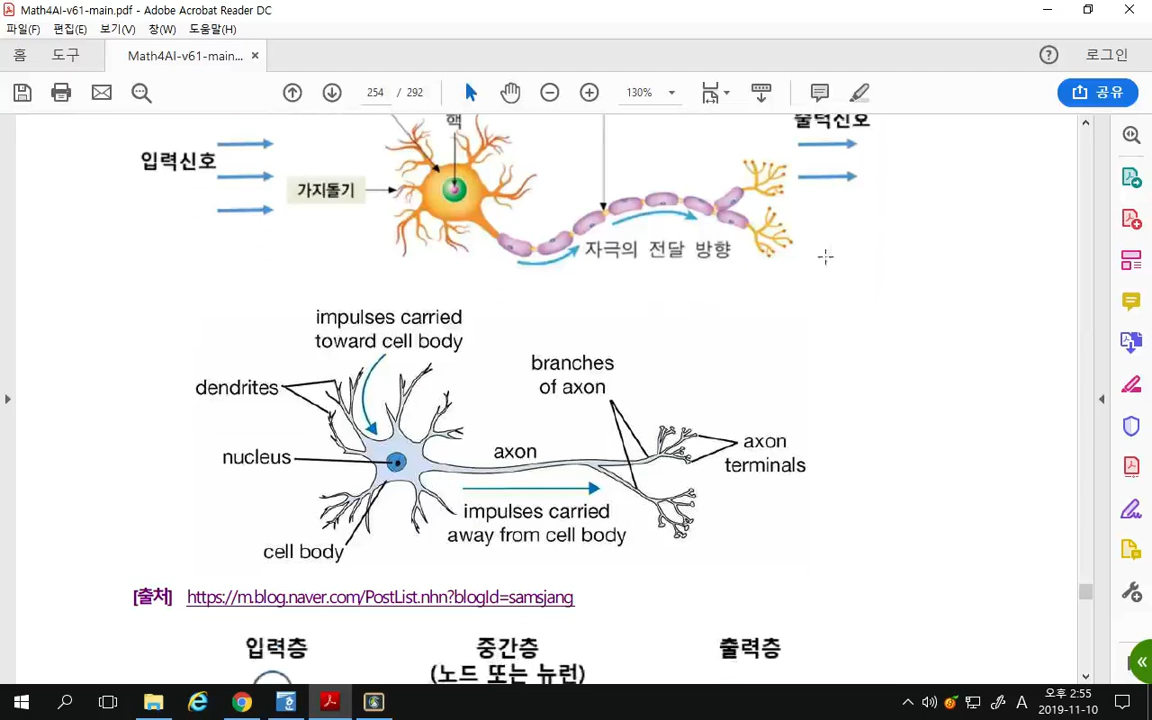 Math4AI-v61-main.pdf - Adobe Acrobat Reader DC
파일(F) 편집(E) 보기(V) 창(W) 도움말(H)
홈 도구 Math4AI-v61-main... × 로그인
254 / 292 130% 공유
핵
출력신호
입력신호
가지돌기
자극의 전달 방향
impulses carried
toward cell body
branches
of axon
dendrites
axon
terminals
nucleus
axon
impulses carried
away from cell body
cell body
[출처] https://m.blog.naver.com/PostList.nhn?blogId=samsjang
입력층 중간층 출력층
(노드 또는 뉴런)
A 오후 2:55
2019-11-10